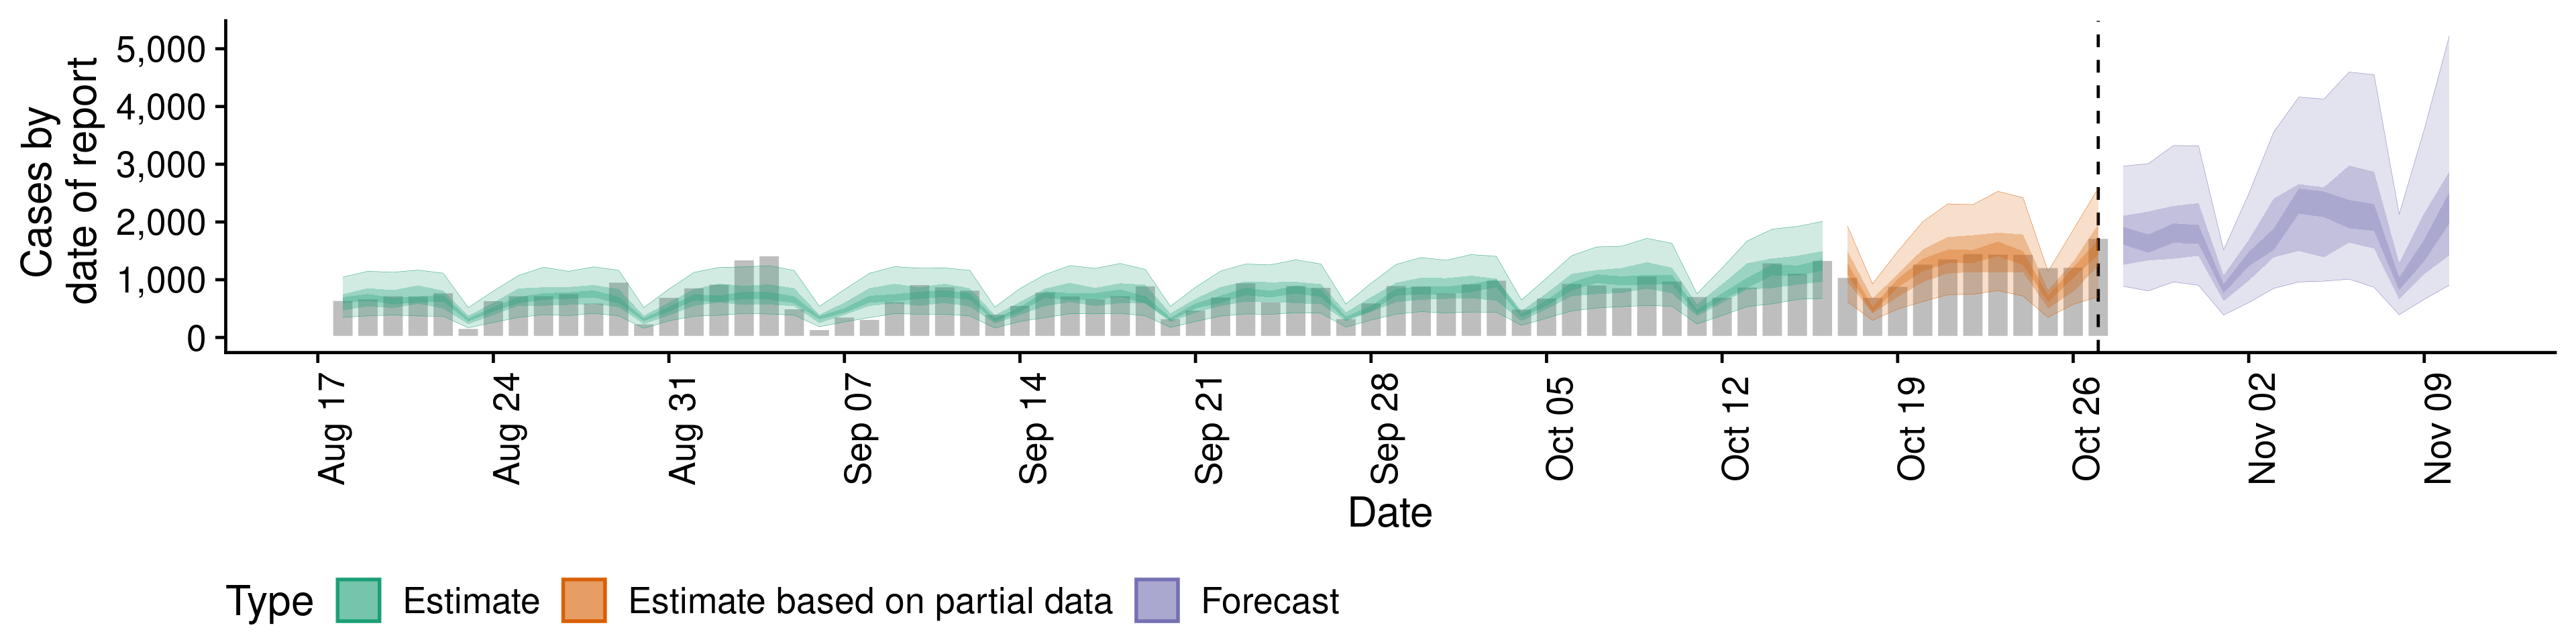 Cases by
date of report
5,000
4,000
3,000
2,000
1,000
0
Aug 17
Aug 24
Aug 31
Sep 07
Sep 14
Sep 21
Sep 28
Oct 05
Oct 12
Oct 19
Oct 26
Nov 02
Nov 09
Date
Type Estimate Estimate based on partial data Forecast